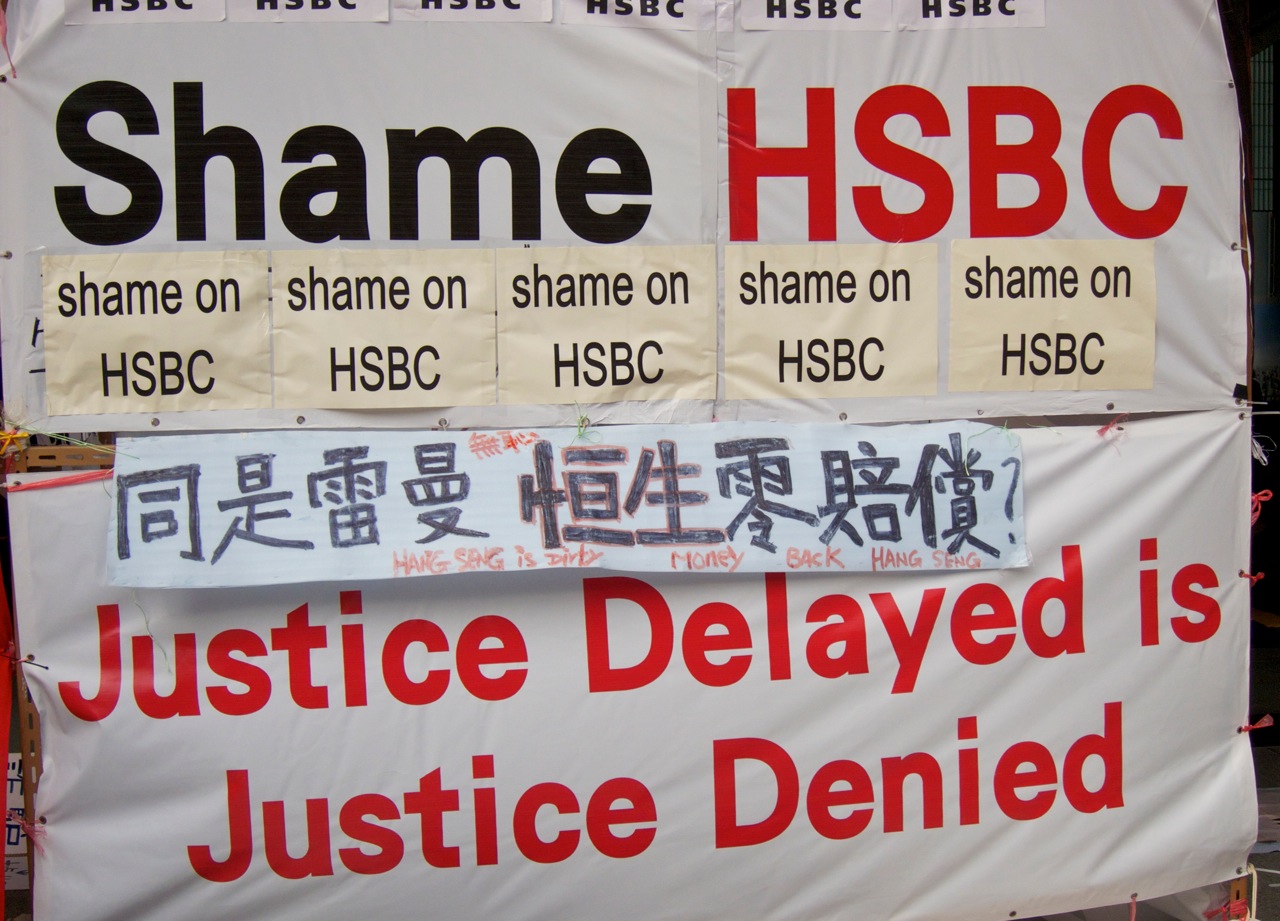 HSBC HSBC HSBC HSBC HSBC HSBC
Shame HSBC
shame on shame on shame on shame on shame on
HSBC HSBC HSBC HSBC HSBC
無恥
同是雷曼 恒生零賠償?
HANG SENG is Dirty Money BACK HANG SENG
Justice Delayed is
Justice Denied